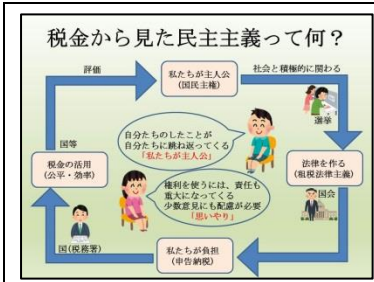 税金から見た民主主義って何？
評価
私たちが主人公
(国民主権)
社会と積極的に関わる
選挙
国等
自分たちのしたことが
自分たちに跳ね返ってくる
「私たちが主人公」
税金の活用
(公平・効率)
法律を作る
(租税法律主義)
権利を使うには、責任も
重大になってくる
少数意見にも配慮が必要
「思いやり」
国会
国(税務署)
私たちが負担
(申告納税)